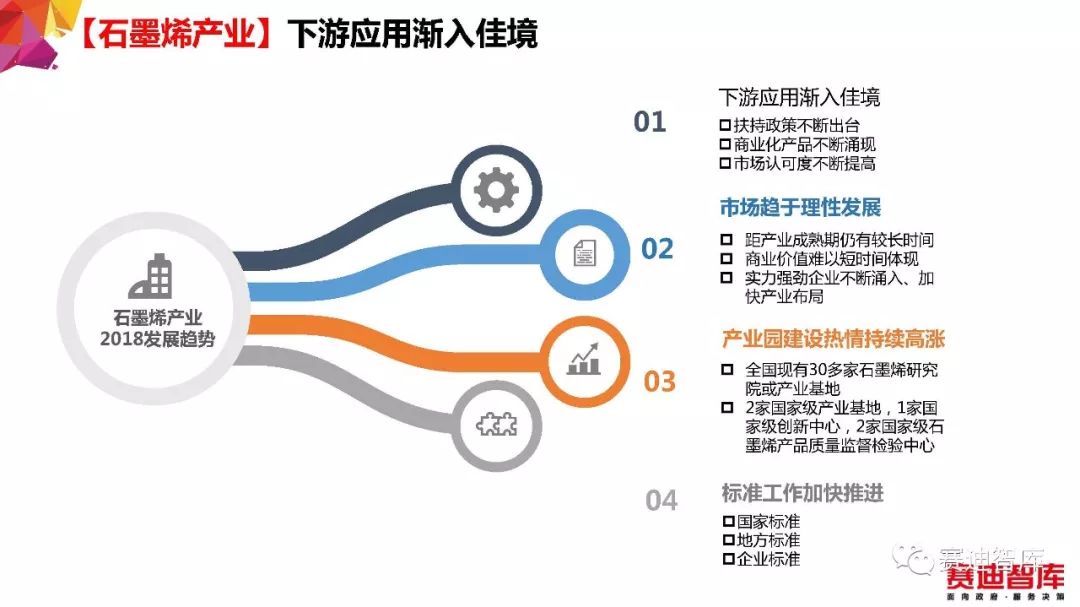 【石墨烯产业】下游应用渐入佳境
石墨烯产业
2018发展趋势
01
下游应用渐入佳境
扶持政策不断出台
商业化产品不断涌现
市场认可度不断提高
02
市场趋于理性发展
距产业成熟期仍有较长时间
商业价值难以短时间体现
实力强劲企业不断涌入、加
快产业布局
03
产业园建设热情持续高涨
全国现有30多家石墨烯研究
院或产业基地
2家国家级产业基地，1家国
家级创新中心，2家国家级石
墨烯产品质量监督检验中心
04
标准工作加快推进
国家标准
地方标准
企业标准
赛迪智库
赛迪智库
面向政府·服务决策